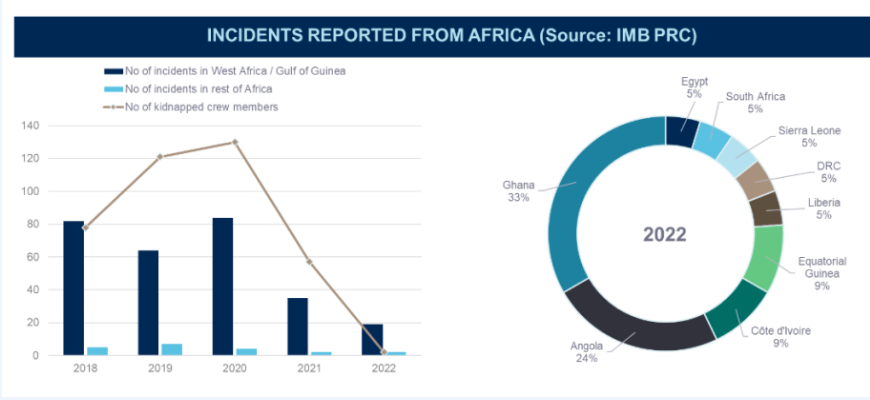 INCIDENTS REPORTED FROM AFRICA (Source: IMB PRC)
No of incidents in West Africa / Gulf of Guinea
No of incidents in rest of Africa
No of kidnapped crew members
140
120
100
80
60
40
20
0
2018
2019
2020
2021
2022
Egypt
5%
South Africa
5%
Sierra Leone
5%
DRC
5%
Liberia
5%
Equatorial
Guinea
9%
Côte d'Ivoire
9%
Angola
24%
Ghana
33%
2022